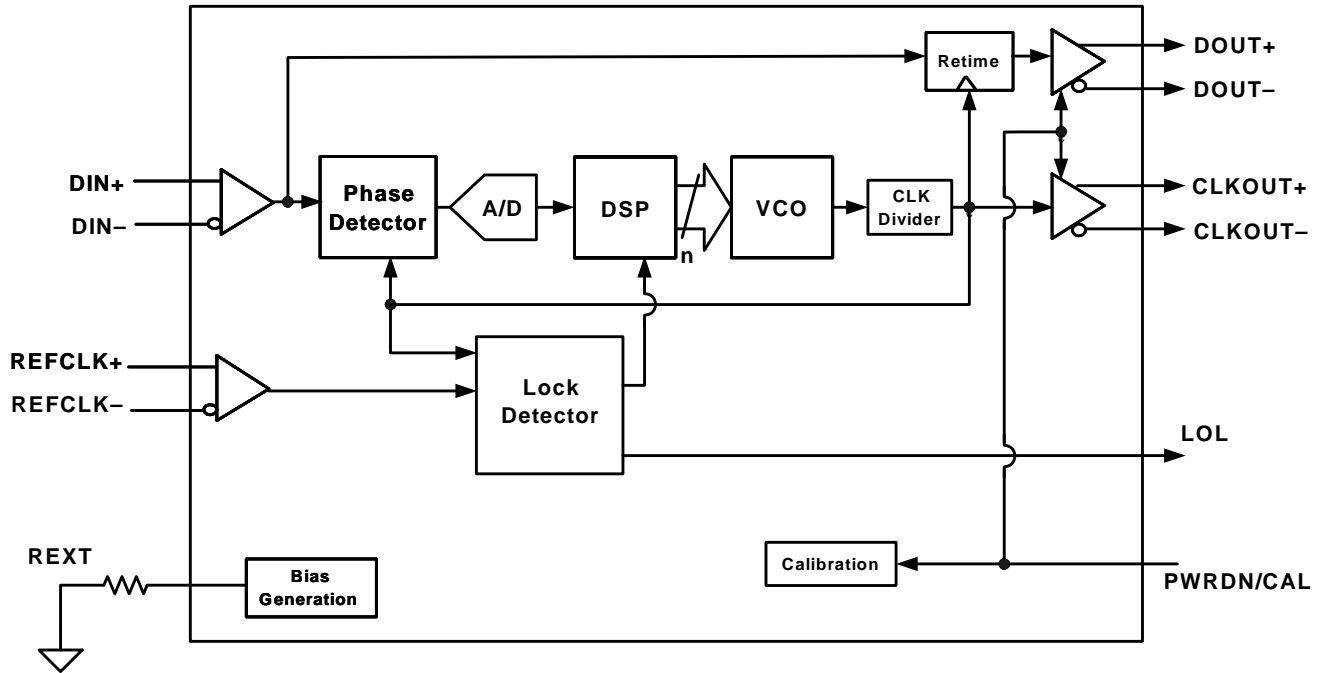 DOUT+
Retime
DOUT–
DIN+
Phase
Detector
A/D
DSP
VCO
CLK
Divider
CLKOUT+
DIN–
CLKOUT–
n
REFCLK+
REFCLK–
Lock
Detector
LOL
REXT
Bias
Generation
Calibration
PWRDN/CAL